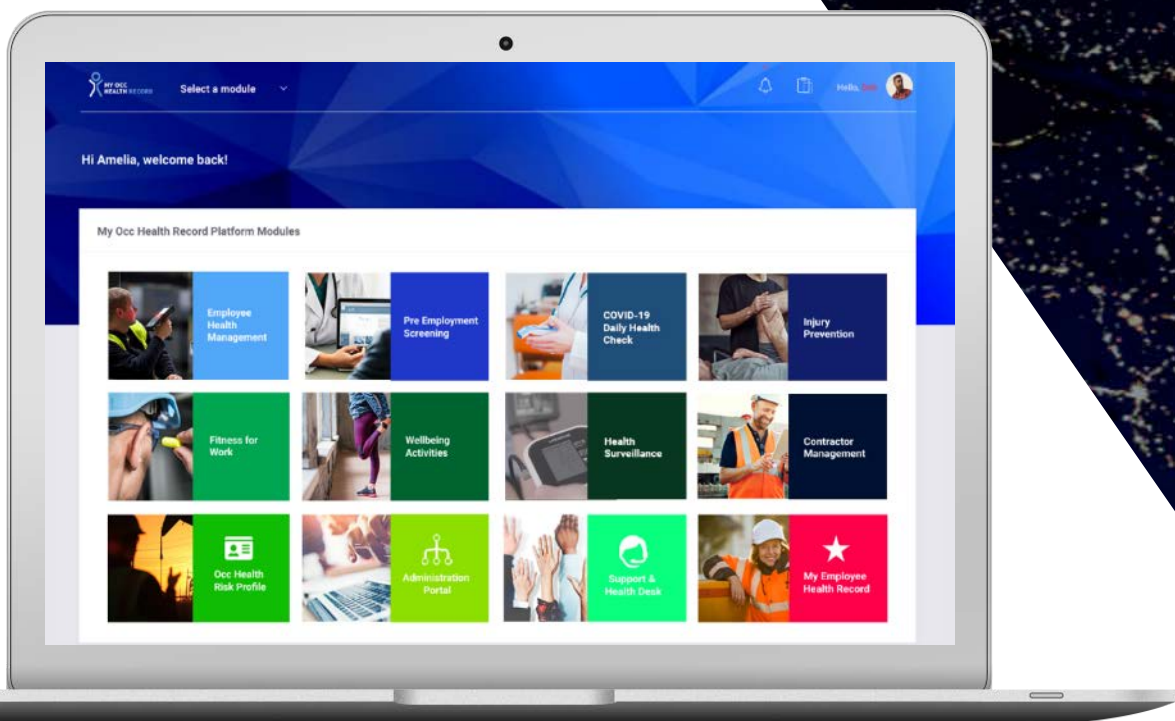 MY OCC
HEALTH RECORD
Select a module
Hello,
Hi Amelia, welcome back!
My Occ Health Record Platform Modules
Employee
Health
Management
Pre Employment
Screening
COVID-19
Daily Health
Check
Injury
Prevention
Fitness for
Work
Wellbeing
Activities
Health
Surveillance
Contractor
Management
Occ Health
Risk Profile
Administration
Portal
Support &
Health Desk
My Employee
Health Record